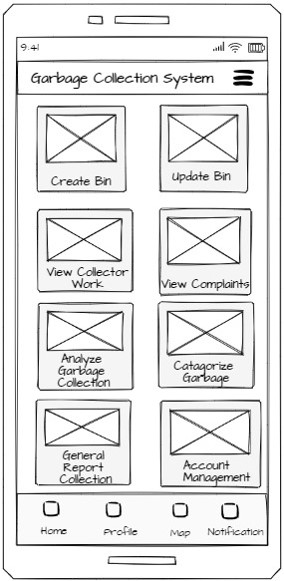 9:41
Garbage Collection System
Create Bin
Update Bin
View Collector
Work
View Complaints
Analyze
Garbage
Collection
Catagorize
Garbage
General
Report
Collection
Account
Management
Home
Profile
Map
Notification